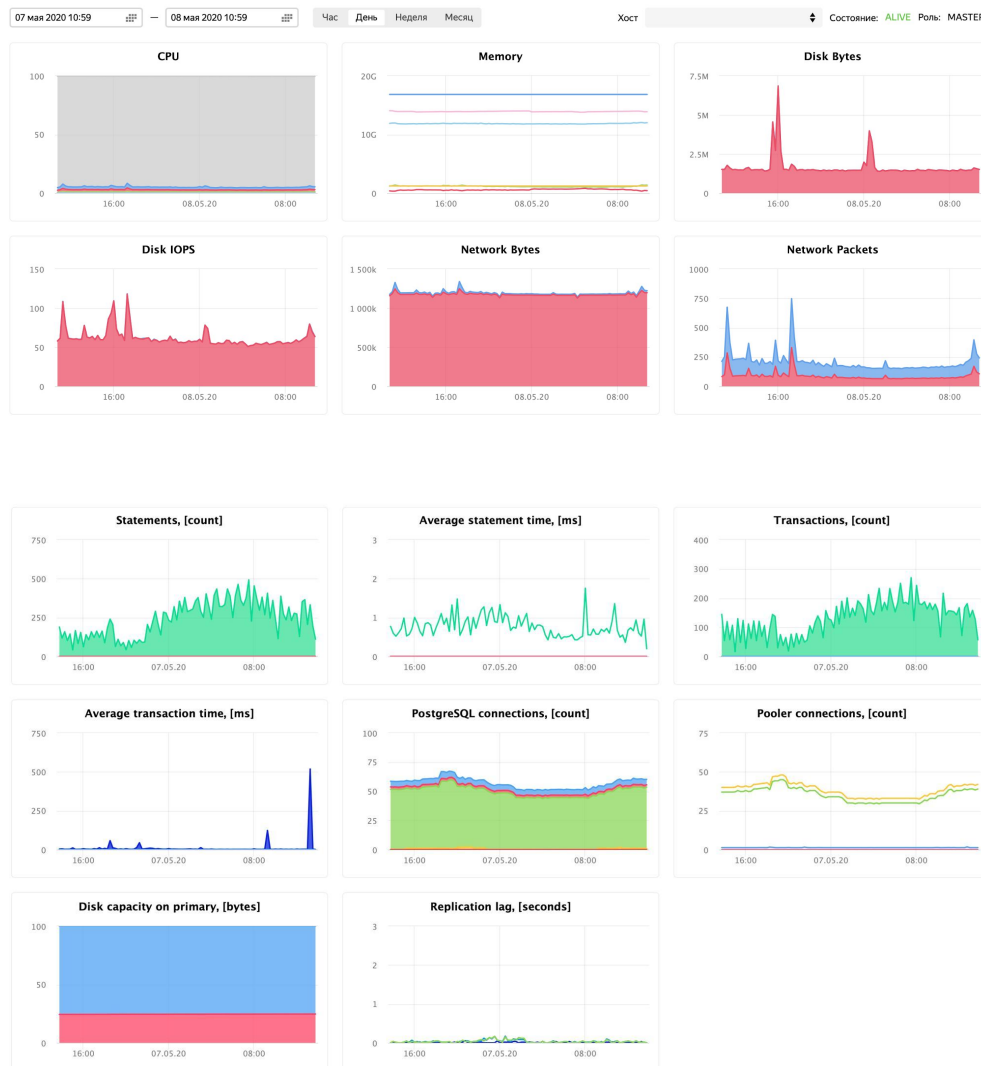 07 мая 2020 10:59 — 08 мая 2020 10:59 Час День Неделя Месяц Хост Состояние: ALIVE Роль: MASTER
CPU
100
50
0
16:00 08.05.20 08:00
Memory
20G
10G
0
16:00 08.05.20 08:00
Disk Bytes
7.5M
5M
2.5M
0
16:00 08.05.20 08:00
Disk IOPS
150
100
50
0
16:00 08.05.20 08:00
Network Bytes
1 500k
1 000k
500k
0
16:00 08.05.20 08:00
Network Packets
1000
750
500
250
0
16:00 08.05.20 08:00
Statements, [count]
750
500
250
0
16:00 07.05.20 08:00
Average statement time, [ms]
3
2
1
0
16:00 07.05.20 08:00
Transactions, [count]
400
300
200
100
0
16:00 07.05.20 08:00
Average transaction time, [ms]
750
500
250
0
16:00 07.05.20 08:00
PostgreSQL connections, [count]
100
75
50
25
0
16:00 07.05.20 08:00
Pooler connections, [count]
75
50
25
0
16:00 07.05.20 08:00
Disk capacity on primary, [bytes]
100
50
0
16:00 07.05.20 08:00
Replication lag, [seconds]
3
2
1
0
16:00 07.05.20 08:00